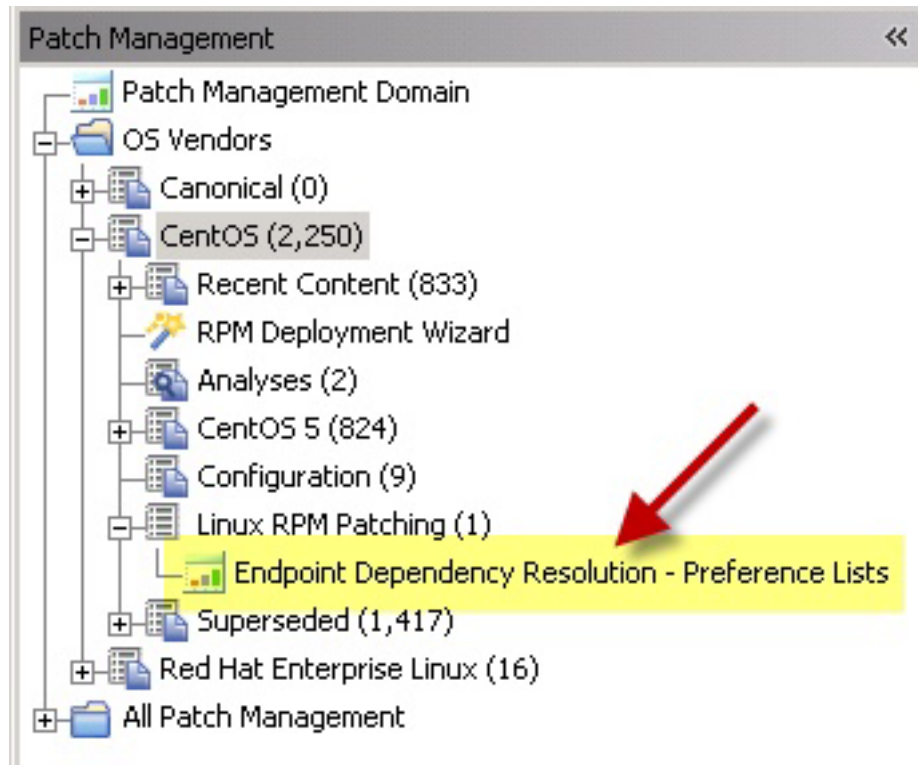 Patch Management
Patch Management Domain
OS Vendors
Canonical (0)
CentOS (2,250)
Recent Content (833)
RPM Deployment Wizard
Analyses (2)
CentOS 5 (824)
Configuration (9)
Linux RPM Patching (1)
Endpoint Dependency Resolution - Preference Lists
Superseded (1,417)
Red Hat Enterprise Linux (16)
All Patch Management